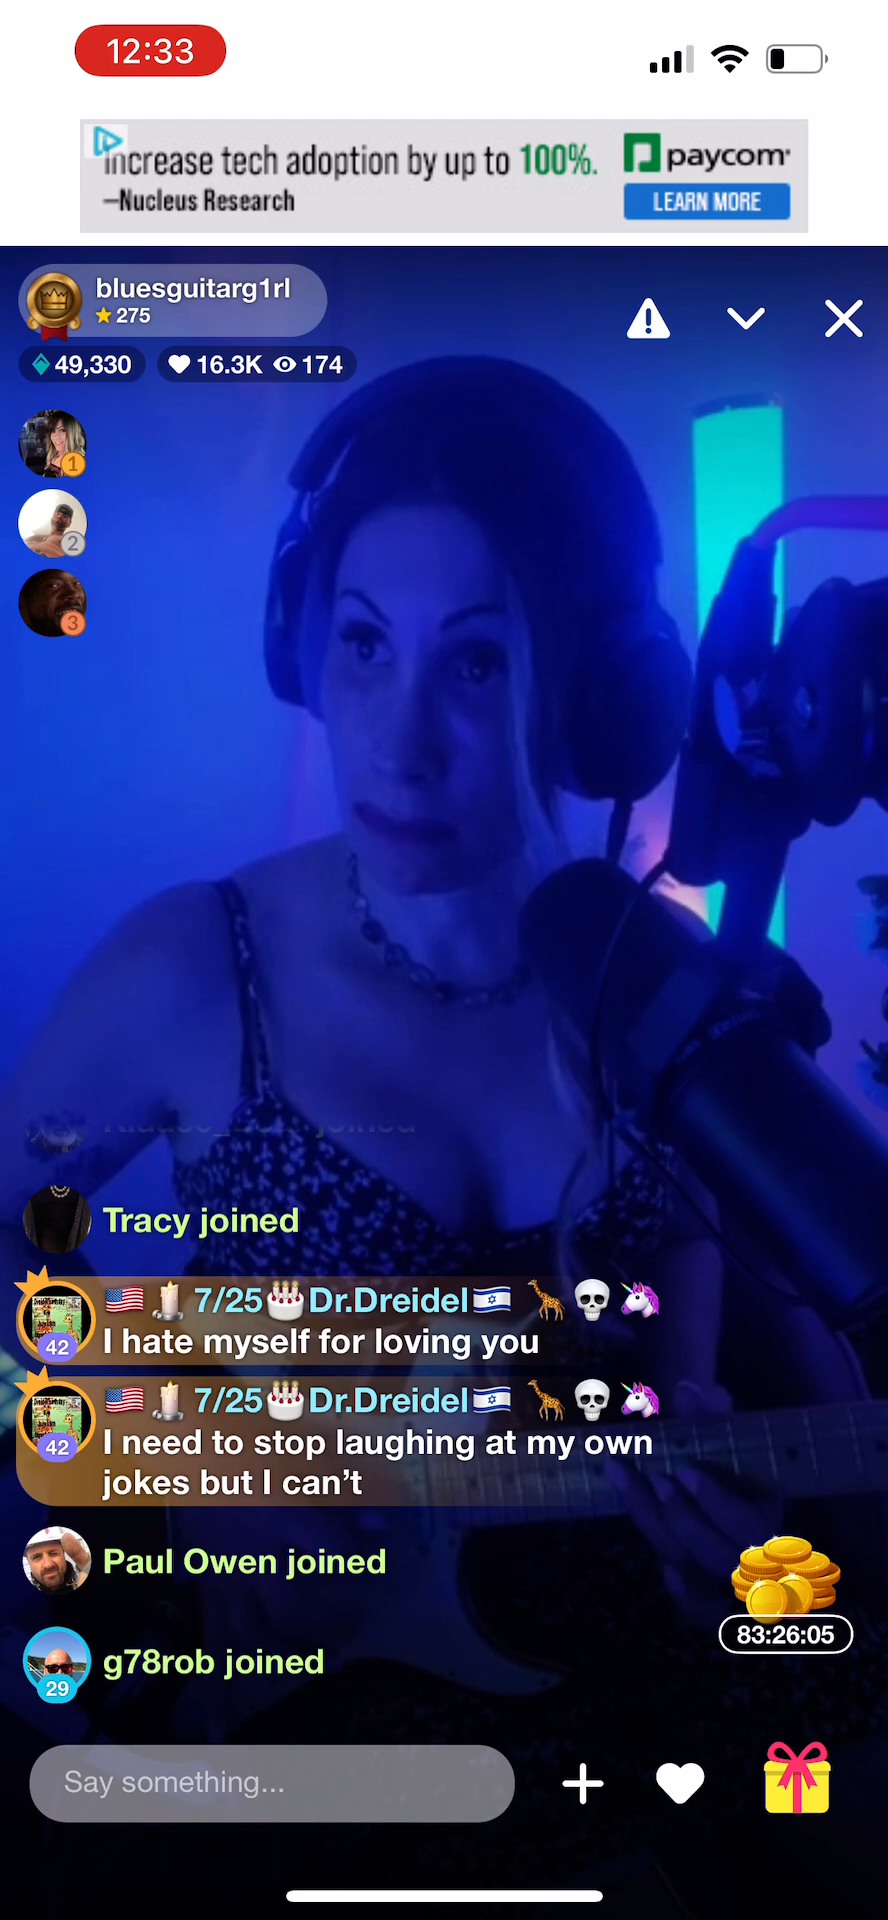 12:33
Increase tech adoption by up to 100%.
–Nucleus Research
paycom
LEARN MORE
bluesguitarg1rl
275
49,330 16.3K 174
1
2
3
joined
Tracy joined
7/25 Dr.Dreidel
42
I hate myself for loving you
7/25 Dr.Dreidel
42
I need to stop laughing at my own
jokes but I can't
Paul Owen joined
83:26:05
g78rob joined
29
Say something...